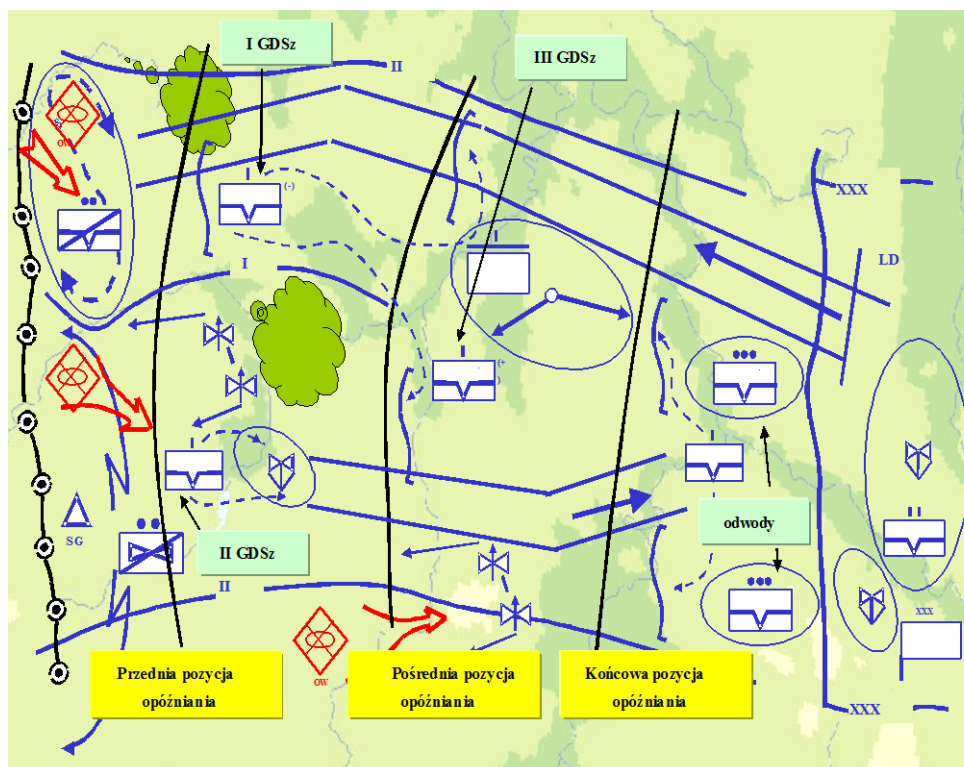 I GDSz
III GDSz
II
I
(-)
OW
XXX
I
LD
I
I
(+
)
I
SG
II GDSz
odwody
II
II
XXX
OW
Przednia pozycja
opóźniania
Pośrednia pozycja
opóźniania
Końcowa pozycja
opóźniania
XXX